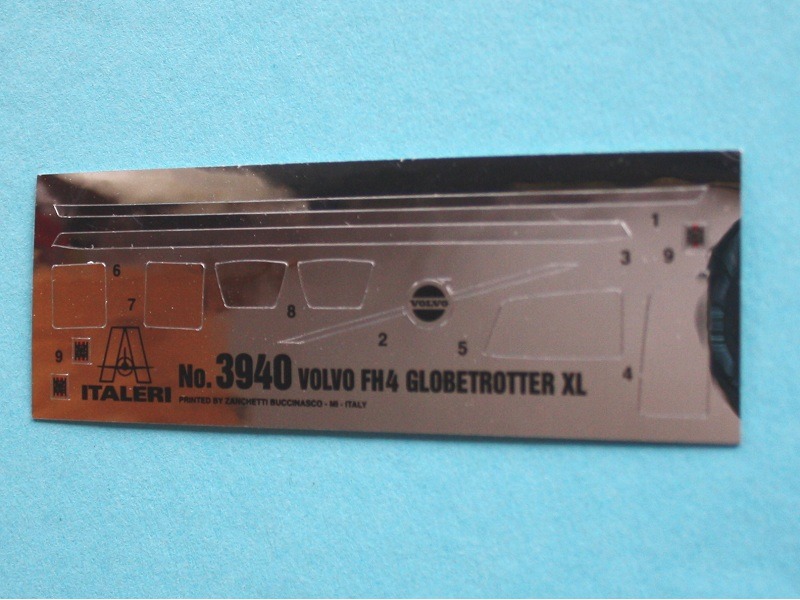 1
3
9
6
7
8
VOLVO
2
5
4
9
ITALERI
No. 3940 VOLVO FH4 GLOBETROTTER XL
PRINTED BY ZANCHETTI BUCCINASCO - MI - ITALY